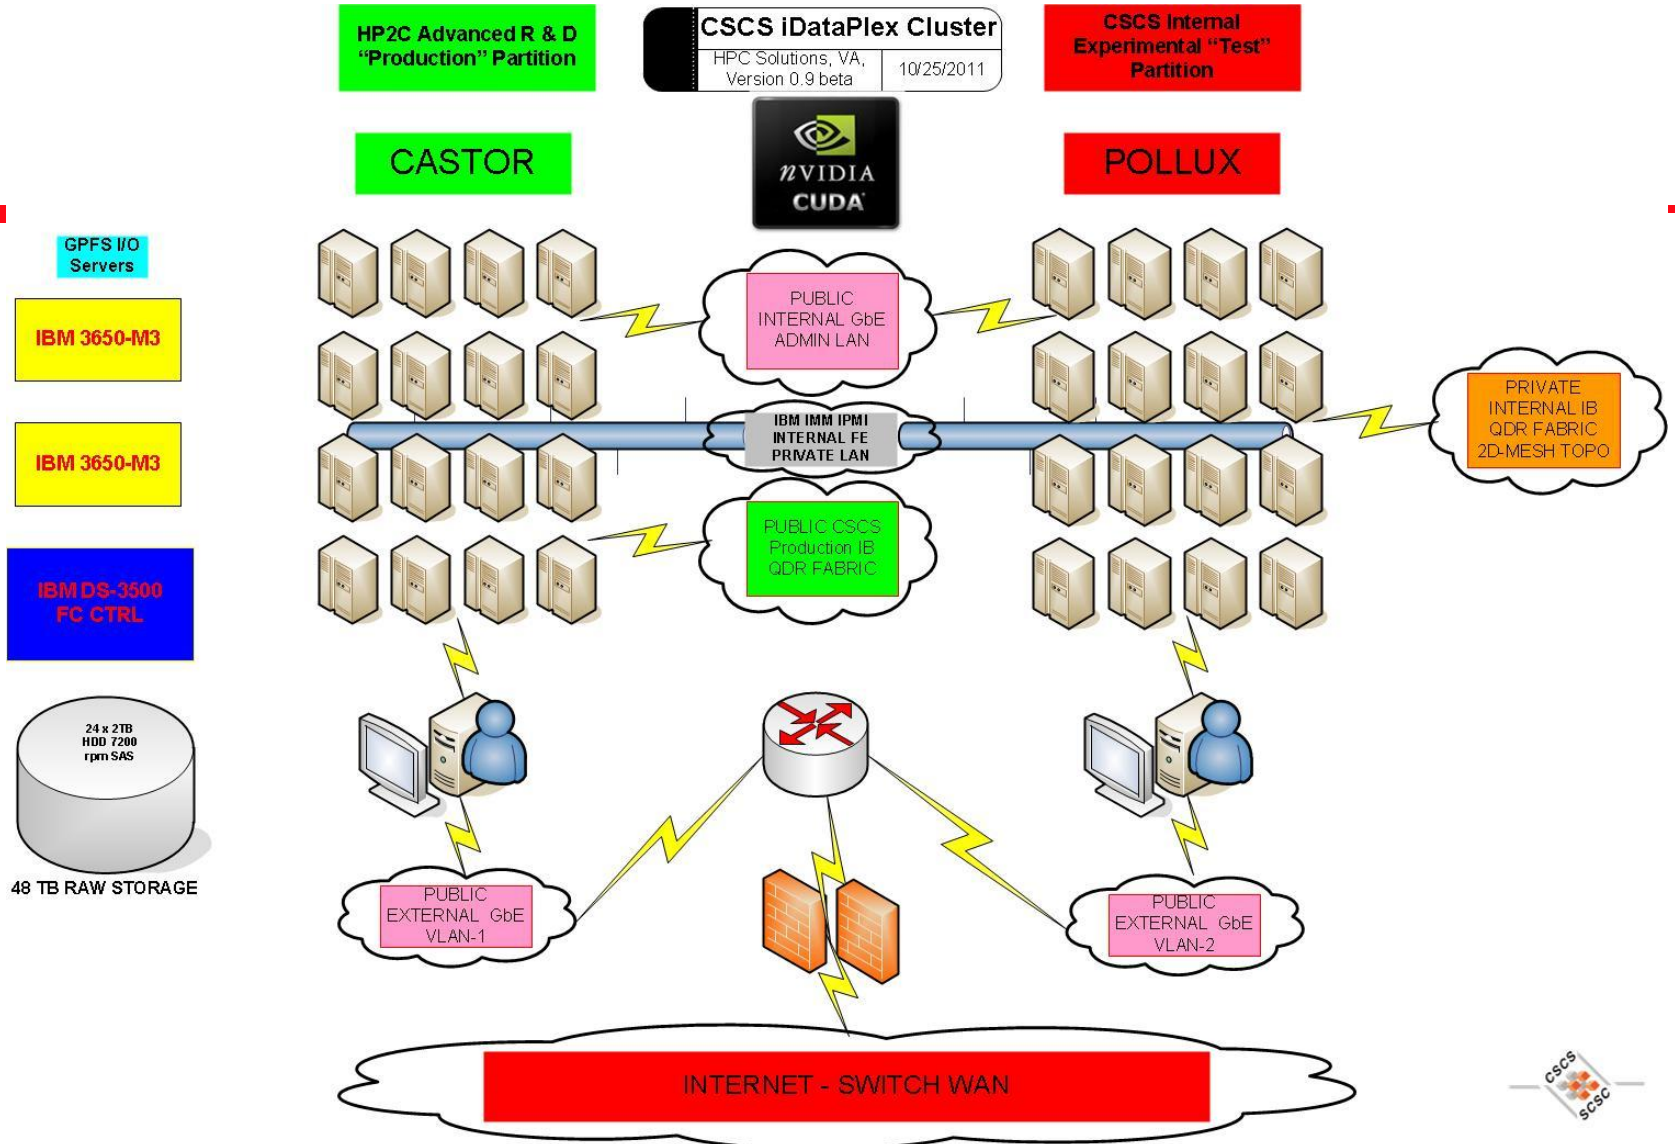 HP2C Advanced R & D
“Production” Partition
CSCS iDataPlex Cluster
HPC Solutions, VA,
Version 0.9 beta
10/25/2011
CSCS Internal
Experimental “Test”
Partition
CASTOR
nVIDIA
CUDA
POLLUX
GPFS I/O
Servers
IBM 3650-M3
IBM 3650-M3
IBM DS-3500
FC CTRL
24 x 2TB
HDD 7200
rpm SAS
48 TB RAW STORAGE
PUBLIC
INTERNAL GbE
ADMIN LAN
IBM IMM IPMI
INTERNAL FE
PRIVATE LAN
PUBLIC CSCS
Production IB
QDR FABRIC
PRIVATE
INTERNAL IB
QDR FABRIC
2D-MESH TOPO
PUBLIC
EXTERNAL GbE
VLAN-1
PUBLIC
EXTERNAL GbE
VLAN-2
INTERNET - SWITCH WAN
CSCS
SCSC